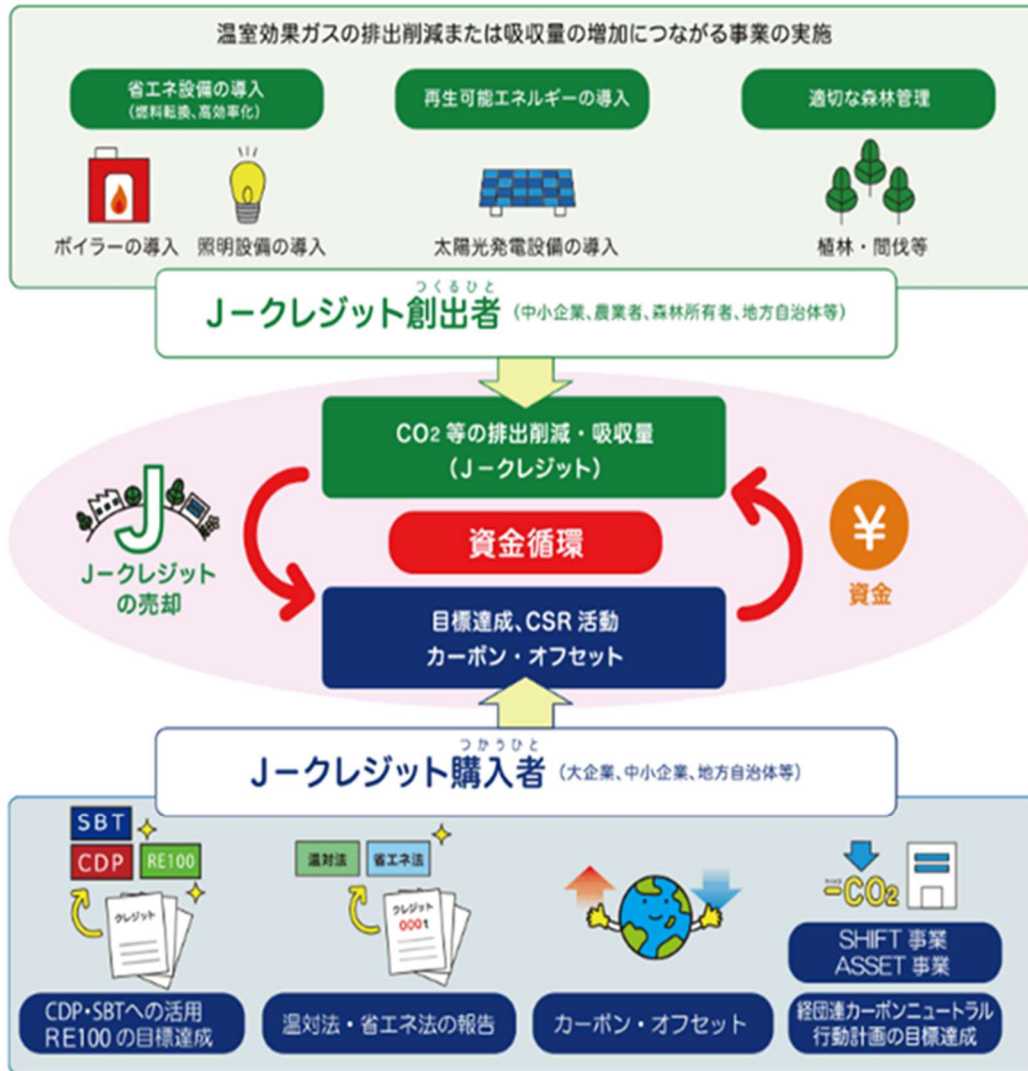 温室効果ガスの排出削減または吸収量の増加につながる事業の実施
省エネ設備の導入
(燃料転換、高効率化)
再生可能エネルギーの導入
適切な森林管理
ボイラーの導入
照明設備の導入
太陽光発電設備の導入
植林・間伐等
つくるひと
Jークレジット創出者 (中小企業、農業者、森林所有者、地方自治体等)
CO2 等の排出削減・吸収量
(Jークレジット)
J
Jークレジット
の売却
資金循環
¥
資金
目標達成、CSR 活動
カーボン・オフセット
つかうひと
Jークレジット購入者 (大企業、中小企業、地方自治体等)
SBT
CDP
RE100
クレジット
CDP・SBTへの活用
RE100 の目標達成
温対法
省エネ法
クレジット
000t
温対法・省エネ法の報告
カーボン・オフセット
-CO2
SHIFT 事業
ASSET 事業
経団連カーボンニュートラル
行動計画の目標達成